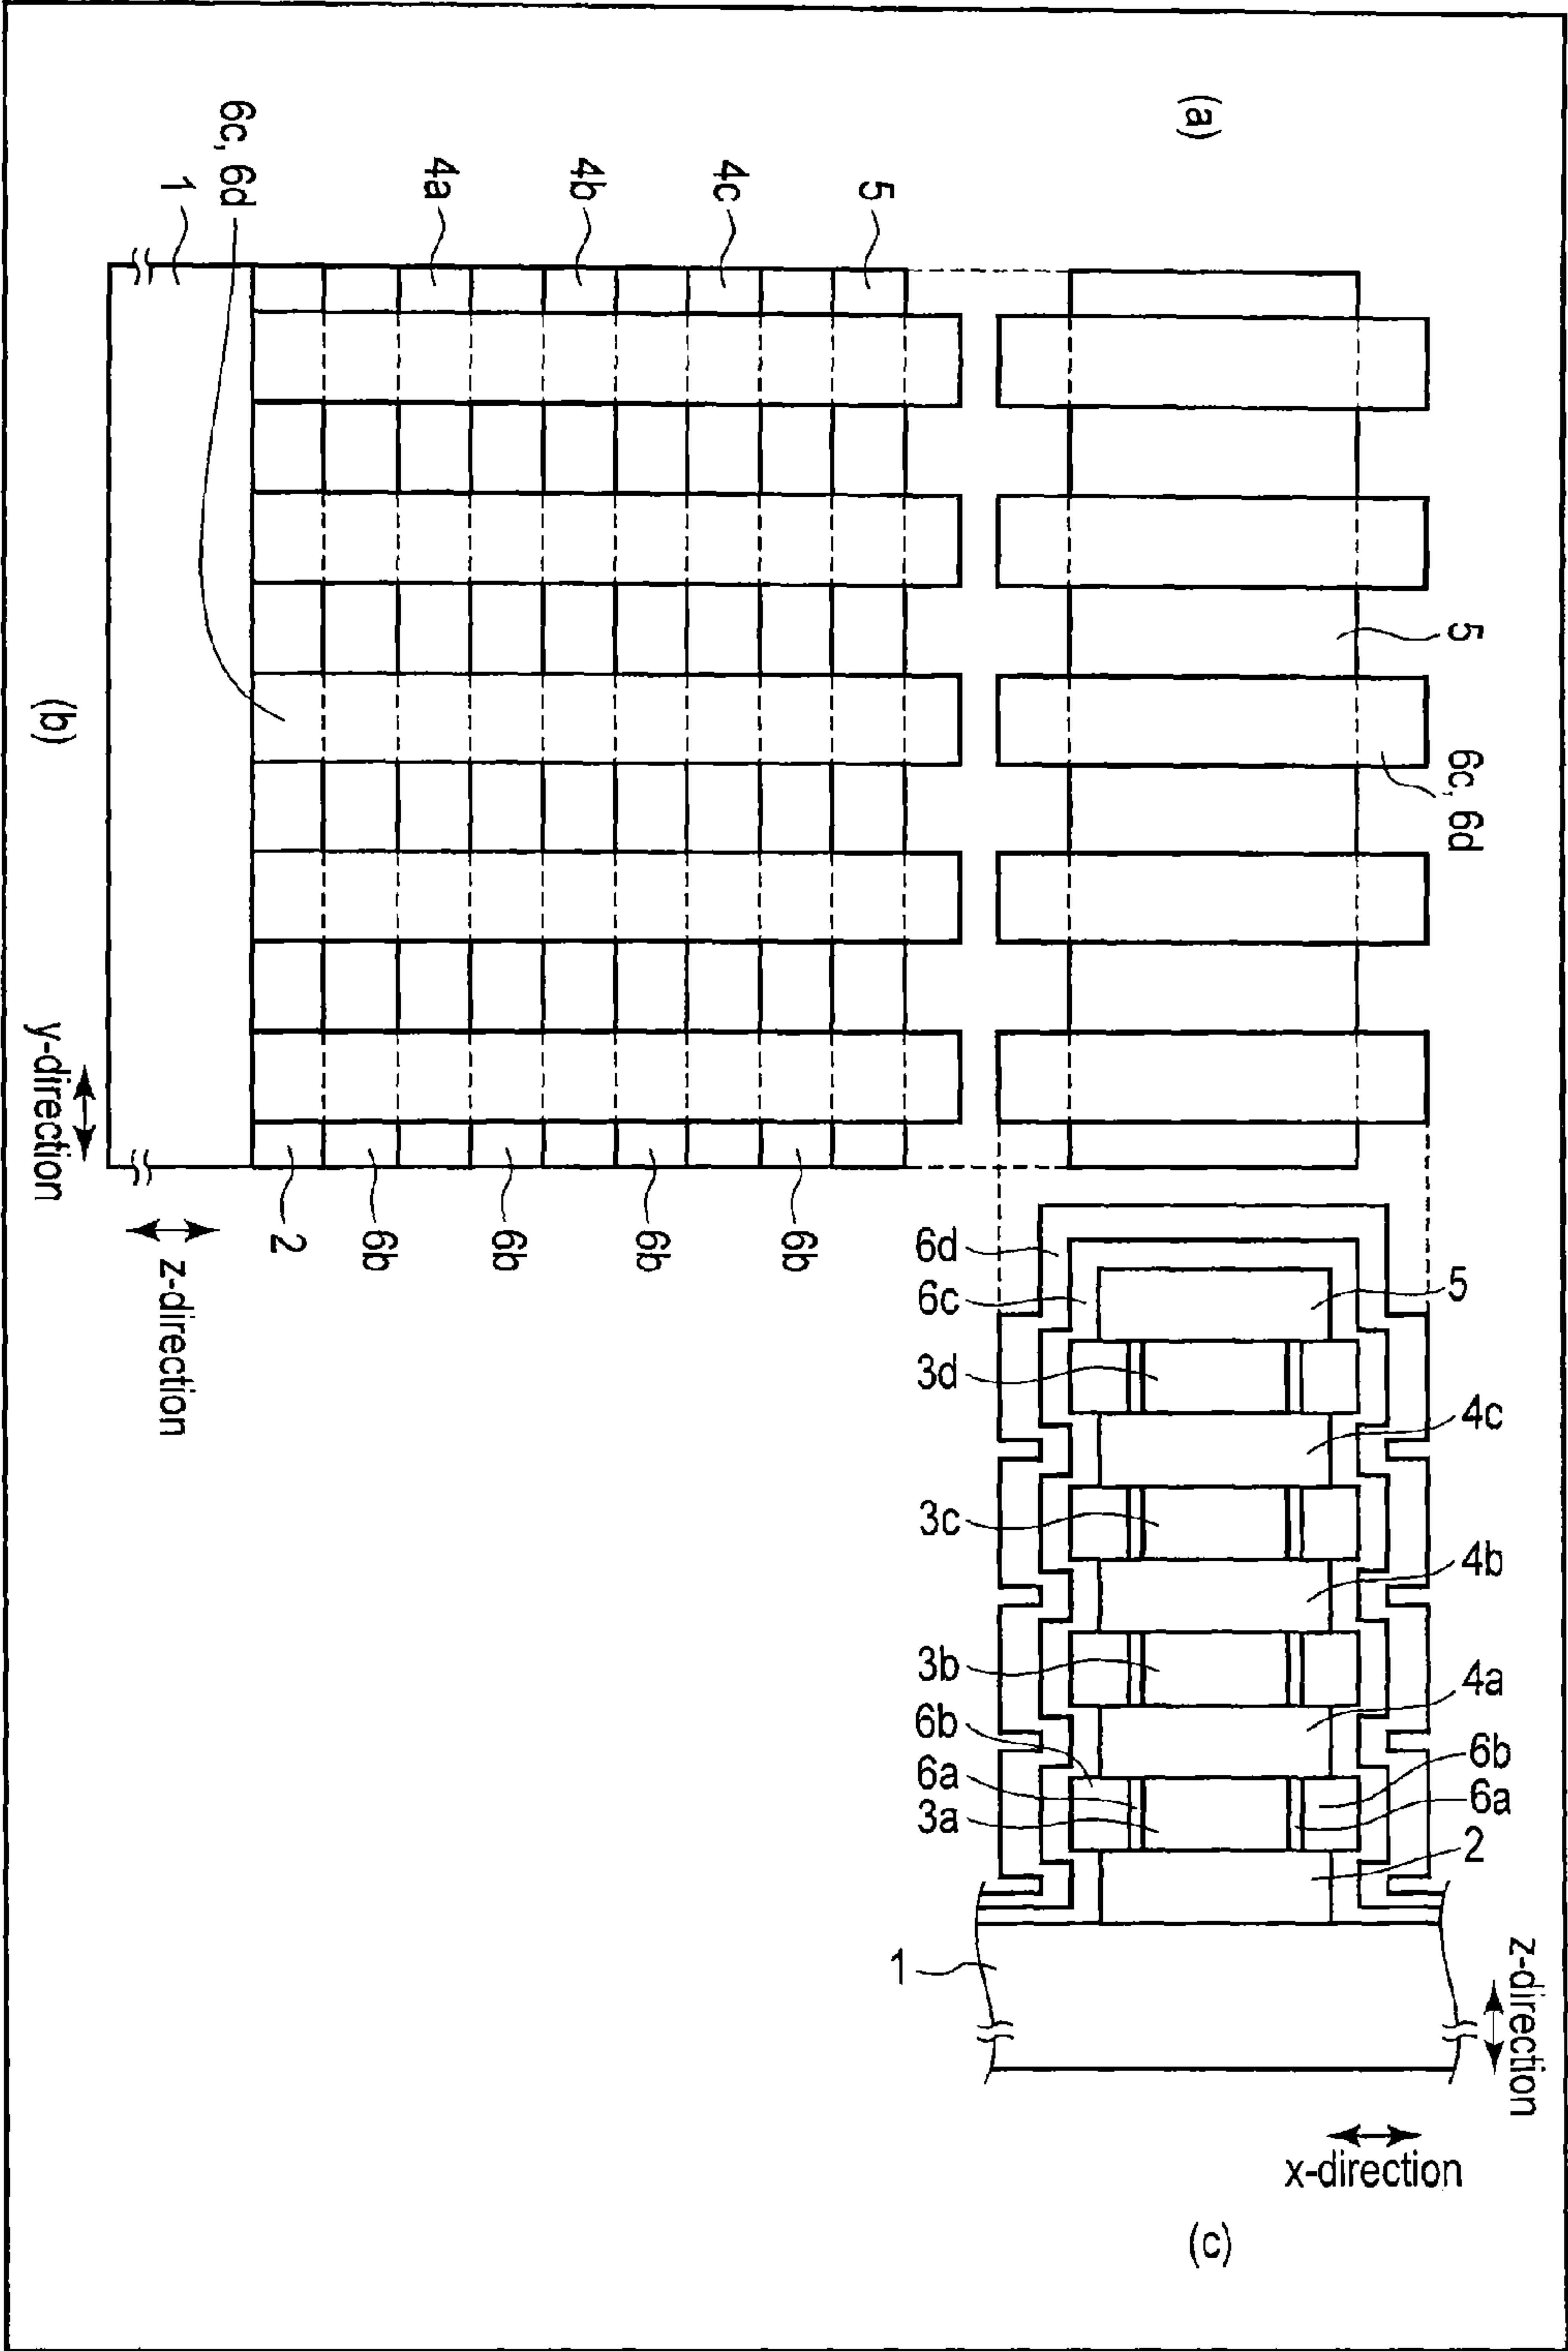 (a)
5
6c, 6d
5
4c
4b
4a
6c, 6d
1
2
6b
6b
6b
6b
(b)
y-direction
z-direction
6d
6c
3d
3c
3b
6b
6a
3a
1
5
4c
4b
4a
6b
6a
2
z-direction
x-direction
(c)